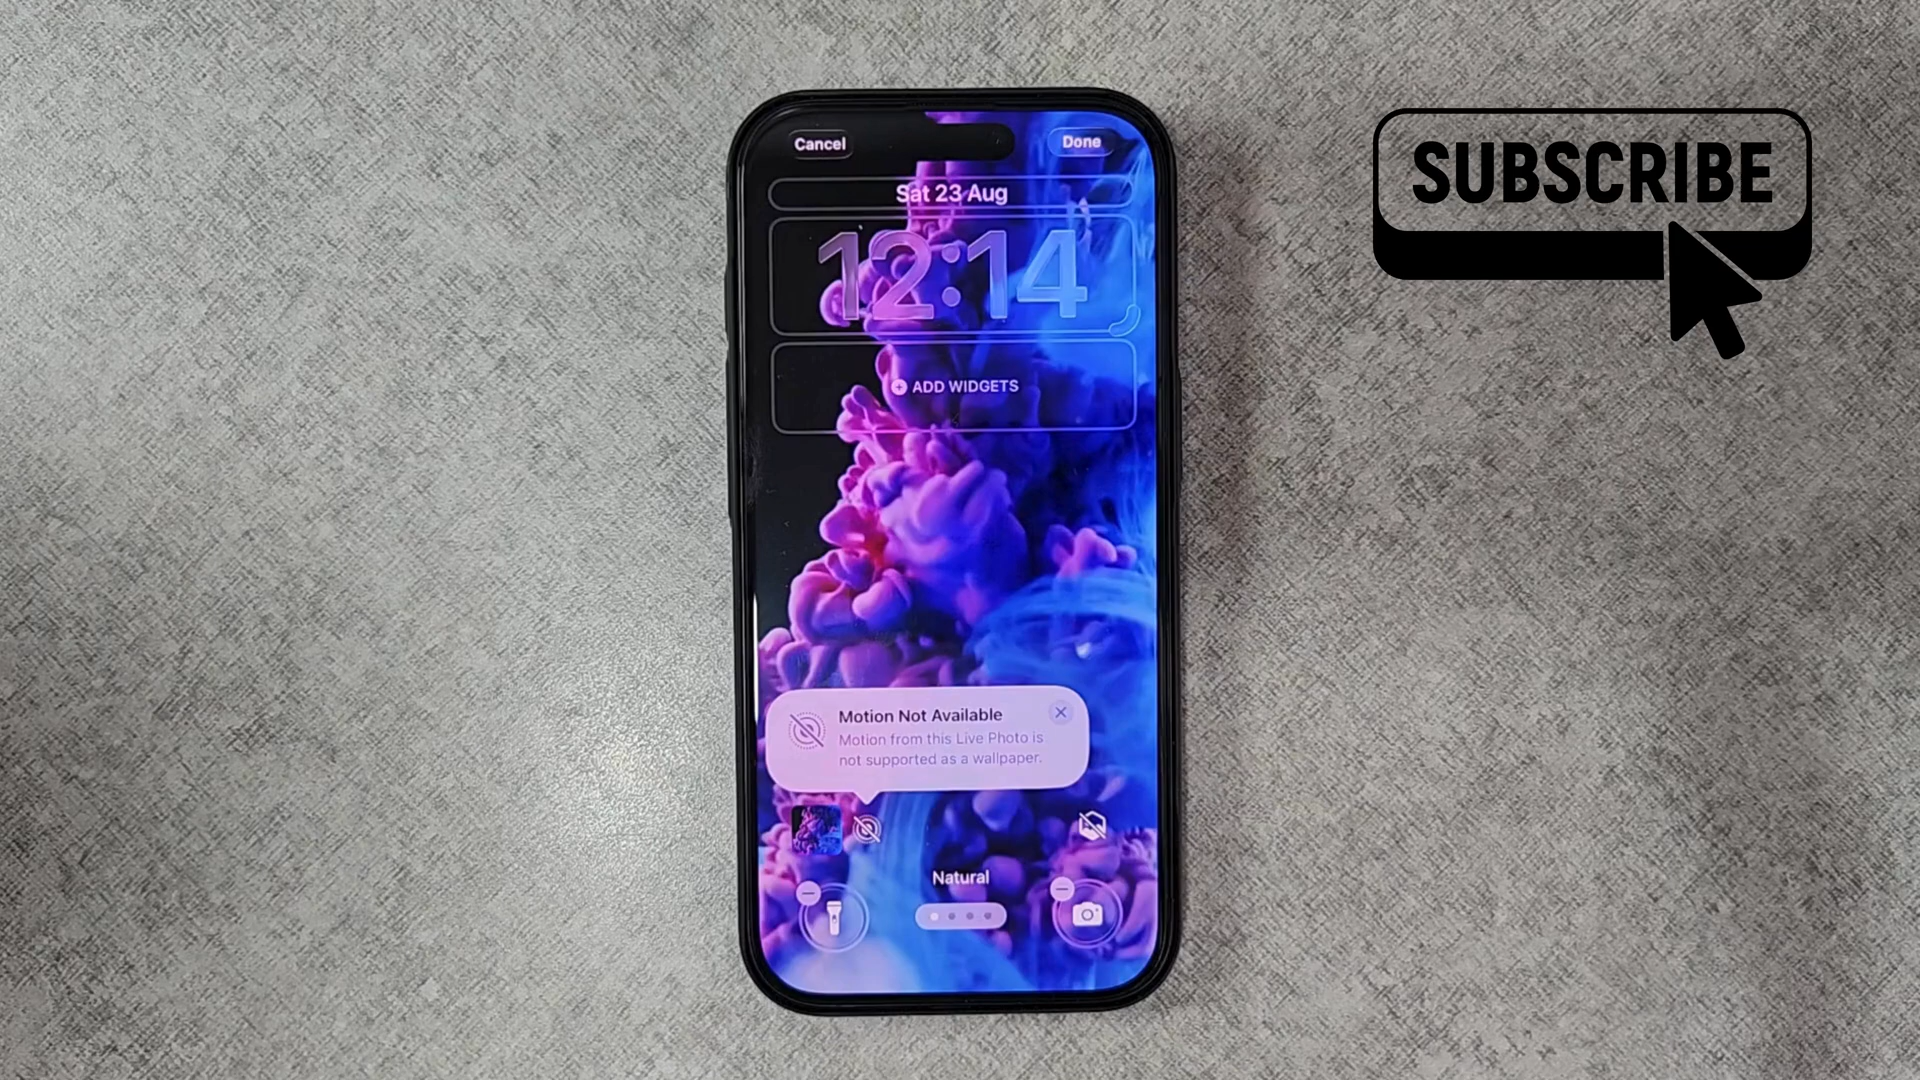 Cancel
Done
Sat 23 Aug
12:14
ADD WIDGETS
Motion Not Available
Motion from this Live Photo is
not supported as a wallpaper.
Natural
SUBSCRIBE